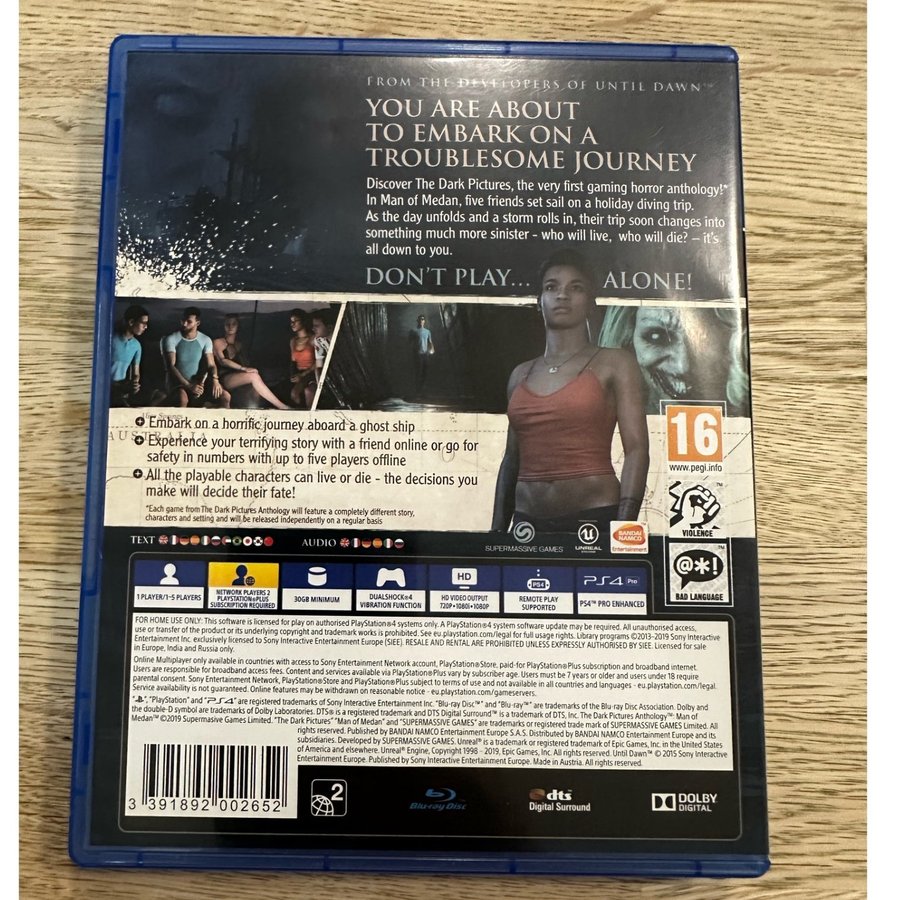 FROM THE DEVELOPERS OF UNTIL DAWN™
YOU ARE ABOUT
TO EMBARK ON A
TROUBLESOME JOURNEY
Discover The Dark Pictures, the very first gaming horror anthology!*
In Man of Medan, five friends set sail on a holiday diving trip.
As the day unfolds and a storm rolls in, their trip soon changes into
something much more sinister - who will live, who will die? – it's
all down to you.
DON'T PLAY... ALONE!
AUSTRALIA
Embark on a horrific journey aboard a ghost ship
Experience your terrifying story with a friend online or go for
safety in numbers with up to five players offline
All the playable characters can live or die - the decisions you
make will decide their fate!
*Each game from The Dark Pictures Anthology will feature a completely different story,
characters and setting and will be released independently on a regular basis
16
www.pegi.info
VIOLENCE
@*!
BAD LANGUAGE
SUPERMASSIVE GAMES
UNREAL
BANDAI
NAMCO
Entertainment
TEXT
AUDIO
1 PLAYER/1-5 PLAYERS
NETWORK PLAYERS 2
PLAYSTATION®PLUS
SUBSCRIPTION REQUIRED
30GB MINIMUM
DUALSHOCK®4
VIBRATION FUNCTION
HD
HD VIDEO OUTPUT
720P•1080i•1080P
PS4
REMOTE PLAY
SUPPORTED
PS4 Pro
PS4™ PRO ENHANCED
FOR HOME USE ONLY: This software is licensed for play on authorised PlayStation®4 systems only. A PlayStation®4 system software update may be required. All unauthorised access,
use or transfer of the product or its underlying copyright and trademark works is prohibited. See eu.playstation.com/legal for full usage rights. Library programs ©2013-2019 Sony Interactive
Entertainment Inc. exclusively licensed to Sony Interactive Entertainment Europe (SIEE). RESALE AND RENTAL ARE PROHIBITED UNLESS EXPRESSLY AUTHORISED BY SIEE. Licensed for sale
in Europe, India and Russia only.
Online Multiplayer only available in countries with access to Sony Entertainment Network account, PlayStation®Store, paid-for PlayStation®Plus subscription and broadband internet.
Users are responsible for broadband access fees. Content and services available via PlayStation®Plus vary by subscriber age. Users must be 7 years or older and users under 18 require
parental consent. Sony Entertainment Network, PlayStation®Store and PlayStation®Plus subject to terms of use and not available in all countries and languages - eu.playstation.com/legal.
Service availability is not guaranteed. Online features may be withdrawn on reasonable notice - eu.playstation.com/gameservers.
", "PlayStation" and "PS4" are registered trademarks of Sony Interactive Entertainment Inc. "Blu-ray Disc™" and "Blu-ray™" are trademarks of the Blu-ray Disc Association. Dolby and
the double-D symbol are trademarks of Dolby Laboratories. DTS® is a registered trademark and DTS Digital Surround™ is a trademark of DTS, Inc. The Dark Pictures Anthology™: Man of
Medan™ ©2019 Supermassive Games Limited. "The Dark Pictures" "Man of Medan" and "SUPERMASSIVE GAMES" are trademarks or registered trade mark of SUPERMASSIVE GAMES Limited. All
rights reserved. Published by BANDAI NAMCO Entertainment Europe S.A.S. Distributed by BANDAI NAMCO Entertainment Europe and its
subsidiaries. Developed by SUPERMASSIVE GAMES. Unreal® is a trademark or registered trademark of Epic Games, Inc. in the United States
of America and elsewhere. Unreal® Engine, Copyright 1998 – 2019, Epic Games, Inc. All rights reserved. Until Dawn™ © 2015 Sony Interactive
Entertainment Europe. Published by Sony Interactive Entertainment Europe. Made in Austria. All rights reserved.
3 391892 002652
2
Blu-ray Disc
dts
Digital Surround
DOLBY
DIGITAL